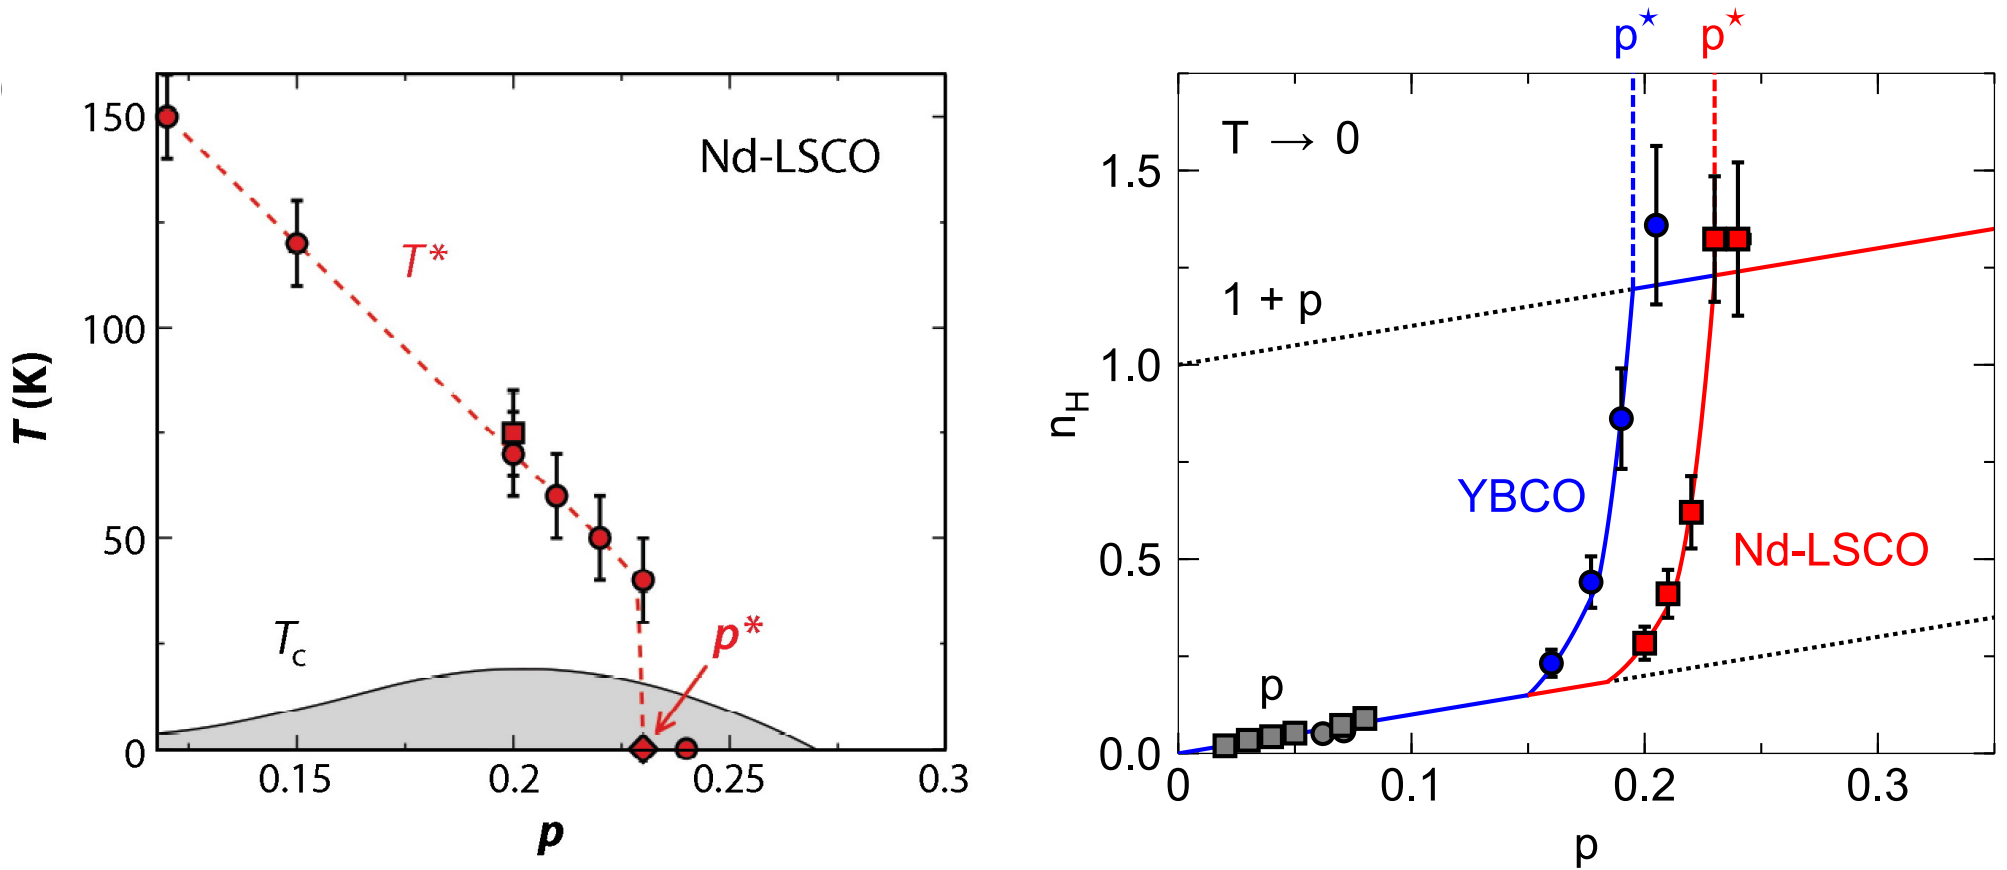 150
100
50
0
T (K)
Nd-LSCO
T*
Tc
p*
0.15
0.2
0.25
0.3
p
p★
p★
T → 0
1.5
1 + p
1.0
nH
YBCO
0.5
Nd-LSCO
p
0.0
0
0.1
0.2
0.3
p